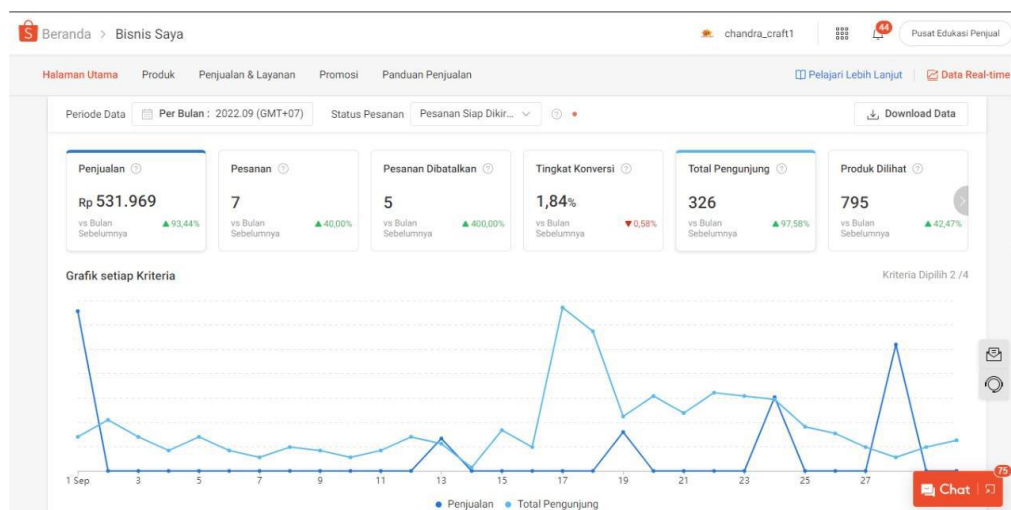 Beranda > Bisnis Saya
chandra_craft1
44
Pusat Edukasi Penjual
Halaman Utama Produk Penjualan & Layanan Promosi Panduan Penjualan
Pelajari Lebih Lanjut
Data Real-time
Periode Data Per Bulan : 2022.09 (GMT+07) Status Pesanan Pesanan Siap Dikir...
Download Data
Penjualan
Rp 531.969
vs Bulan Sebelumnya
93,44%
Pesanan
7
vs Bulan Sebelumnya
40,00%
Pesanan Dibatalkan
5
vs Bulan Sebelumnya
400,00%
Tingkat Konversi
1,84%
vs Bulan Sebelumnya
0,58%
Total Pengunjung
326
vs Bulan Sebelumnya
97,58%
Produk Dilihat
795
vs Bulan Sebelumnya
42,47%
Grafik setiap Kriteria
Kriteria Dipilih 2 /4
1 Sep 3 5 7 9 11 13 15 17 19 21 23 25 27
Penjualan Total Pengunjung
75
Chat